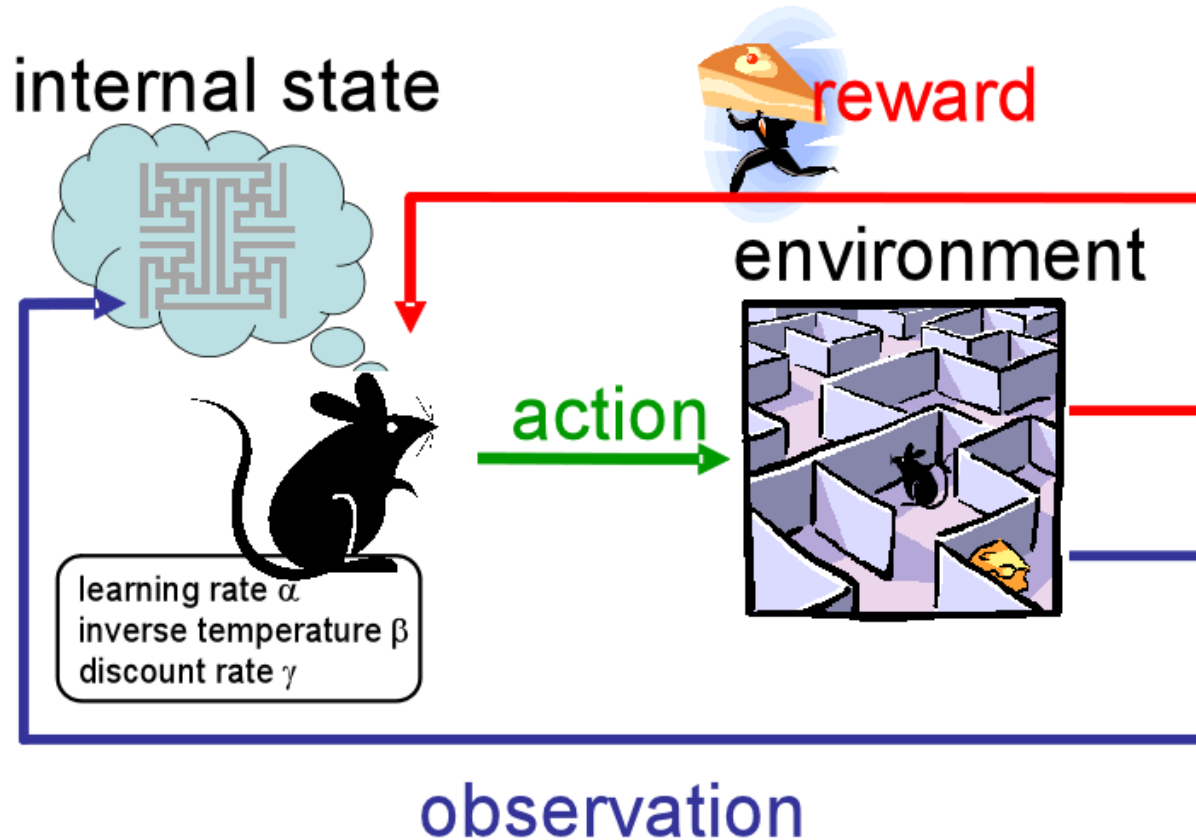 internal state
reward
environment
action
learning rate α
inverse temperature β
discount rate γ
observation